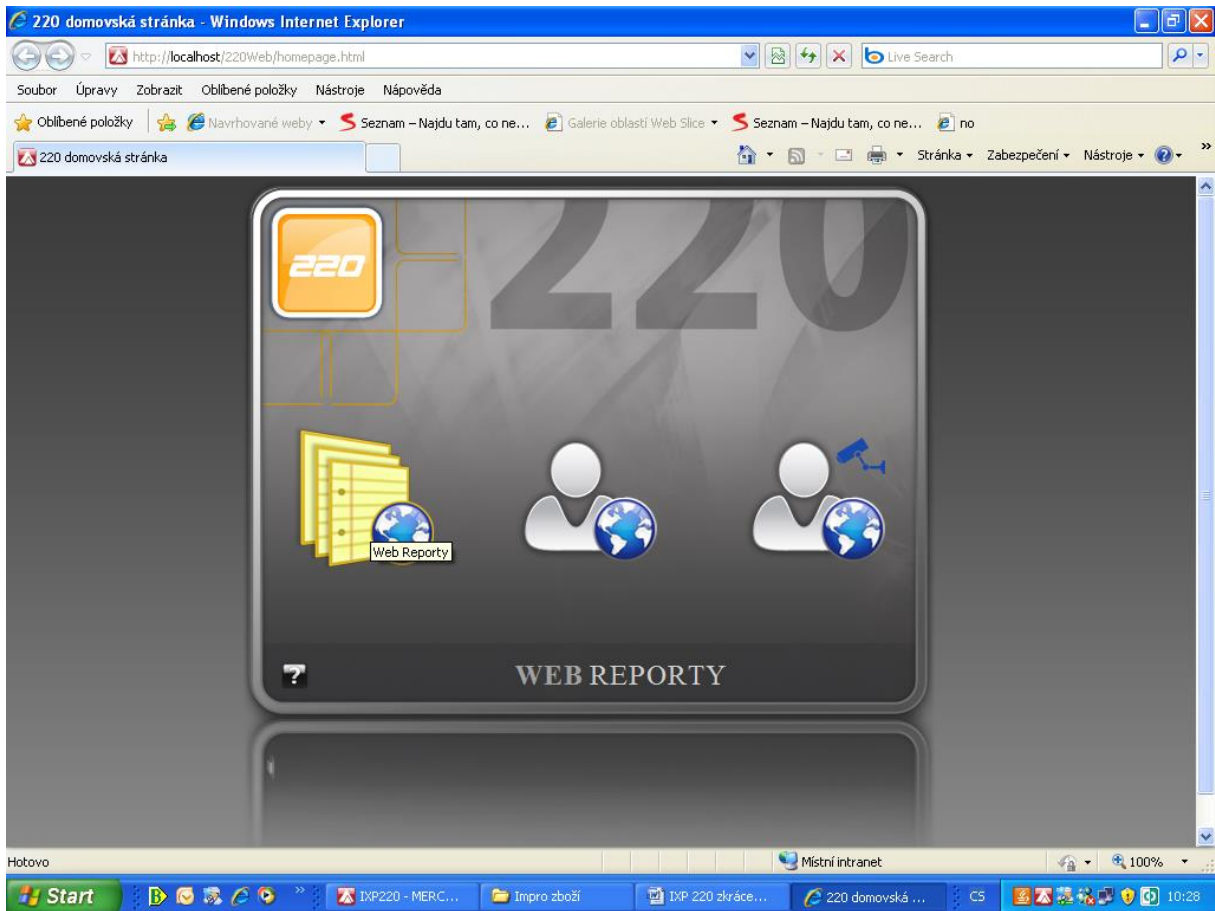 220 domovská stránka - Windows Internet Explorer
http://localhost/220Web/homepage.html
Live Search
Soubor Úpravy Zobrazit Oblíbené položky Nástroje Nápověda
Oblíbené položky Navrhované weby Seznam – Najdu tam, co ne... Galerie oblastí Web Slice Seznam – Najdu tam, co ne... no
220 domovská stránka
Stránka Zabezpečení Nástroje »
220
220
Web Reporty
?
WEB REPORTY
Hotovo Místní intranet 100%
Start » IXP220 - MERC... Impro zboží IXP 220 zkráce... 220 domovská ... CS 10:28